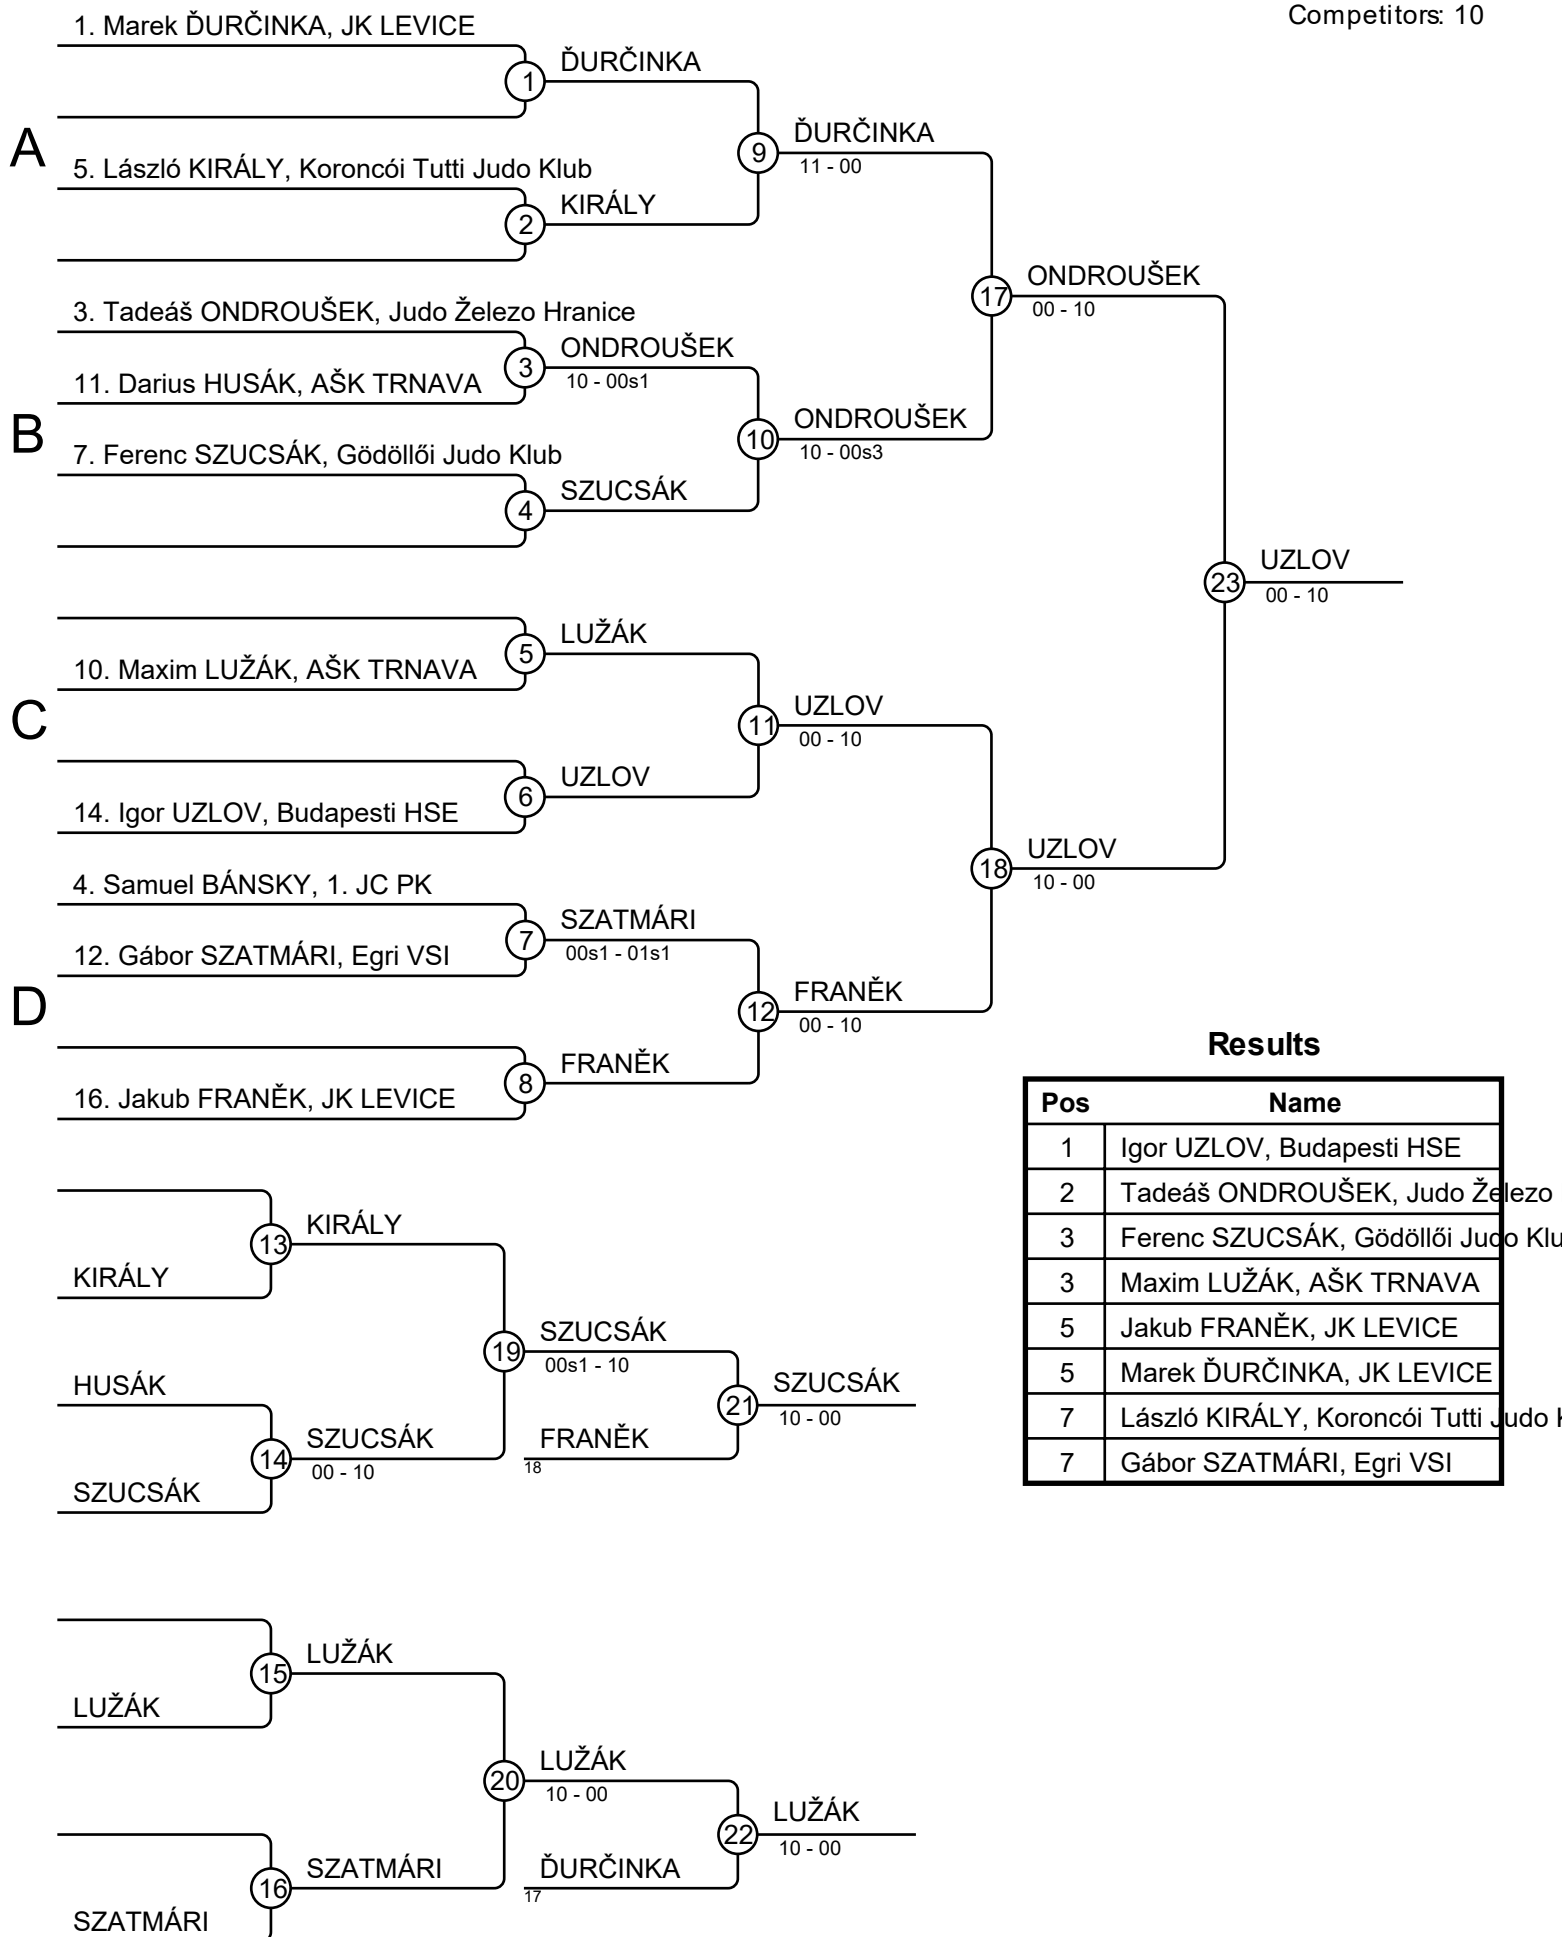 Competitors: 10
1. Marek ĎURČINKA, JK LEVICE
1
ĎURČINKA
A
9
ĎURČINKA
11 - 00
5. László KIRÁLY, Koroncói Tutti Judo Klub
2
KIRÁLY
17
ONDROUŠEK
00 - 10
3. Tadeáš ONDROUŠEK, Judo Železo Hranice
3
ONDROUŠEK
10 - 00s1
11. Darius HUSÁK, AŠK TRNAVA
B
10
ONDROUŠEK
10 - 00s3
7. Ferenc SZUCSÁK, Gödöllői Judo Klub
4
SZUCSÁK
23
UZLOV
00 - 10
5
LUŽÁK
10. Maxim LUŽÁK, AŠK TRNAVA
C
11
UZLOV
00 - 10
6
UZLOV
14. Igor UZLOV, Budapesti HSE
18
UZLOV
10 - 00
4. Samuel BÁNSKY, 1. JC PK
7
SZATMÁRI
00s1 - 01s1
12. Gábor SZATMÁRI, Egri VSI
D
12
FRANĚK
00 - 10
8
FRANĚK
16. Jakub FRANĚK, JK LEVICE
Results
Pos Name
1 Igor UZLOV, Budapesti HSE
2 Tadeáš ONDROUŠEK, Judo Železo
3 Ferenc SZUCSÁK, Gödöllői Judo Klu
3 Maxim LUŽÁK, AŠK TRNAVA
5 Jakub FRANĚK, JK LEVICE
5 Marek ĎURČINKA, JK LEVICE
7 László KIRÁLY, Koroncói Tutti Judo K
7 Gábor SZATMÁRI, Egri VSI
13
KIRÁLY
KIRÁLY
19
SZUCSÁK
00s1 - 10
HUSÁK
21
SZUCSÁK
10 - 00
14
SZUCSÁK
00 - 10
FRANĚK
18
SZUCSÁK
15
LUŽÁK
LUŽÁK
20
LUŽÁK
10 - 00
22
LUŽÁK
10 - 00
16
SZATMÁRI
ĎURČINKA
17
SZATMÁRI